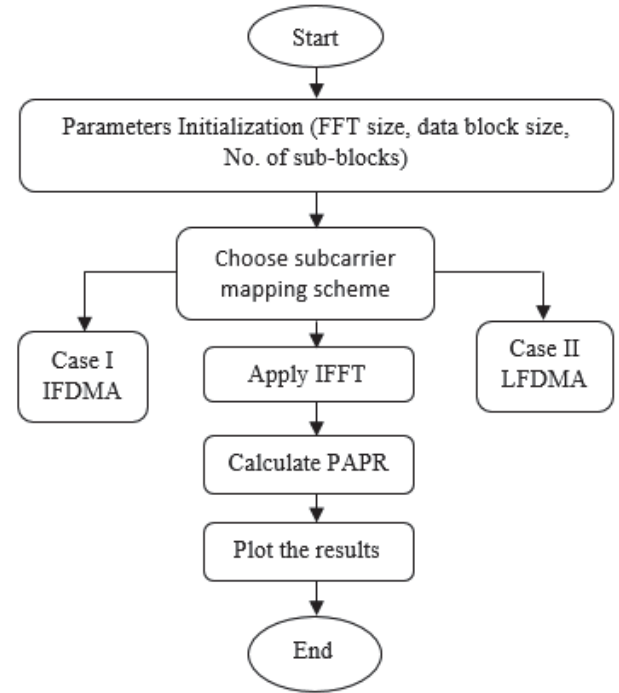 Start
Parameters Initialization (FFT size, data block size,
No. of sub-blocks)
Choose subcarrier
mapping scheme
Case I
IFDMA
Apply IFFT
Case II
LFDMA
Calculate PAPR
Plot the results
End